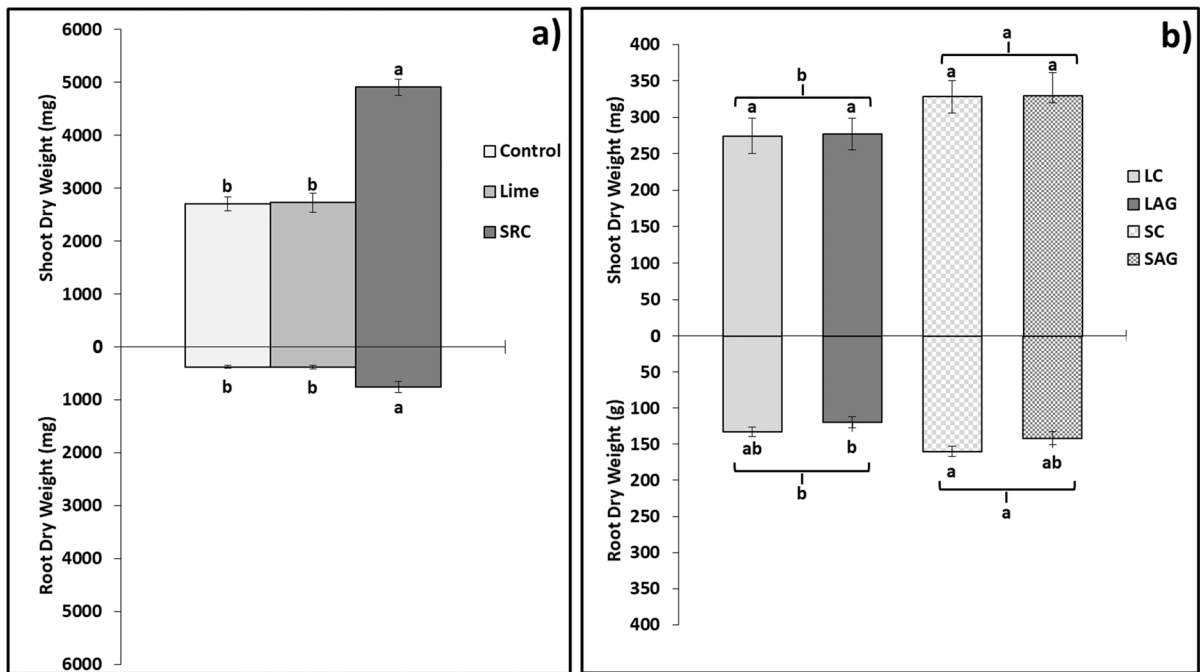 a)
Shoot Dry Weight (mg)
Root Dry Weight (mg)
6000
5000
4000
3000
2000
1000
0
1000
2000
3000
4000
5000
6000
b
b
a
b
b
a
Control
Lime
SRC
b)
Shoot Dry Weight (mg)
Root Dry Weight (g)
400
350
300
250
200
150
100
50
0
50
100
150
200
250
300
350
400
b
a
a
a
a
a
ab
b
a
ab
b
a
LC
LAG
SC
SAG